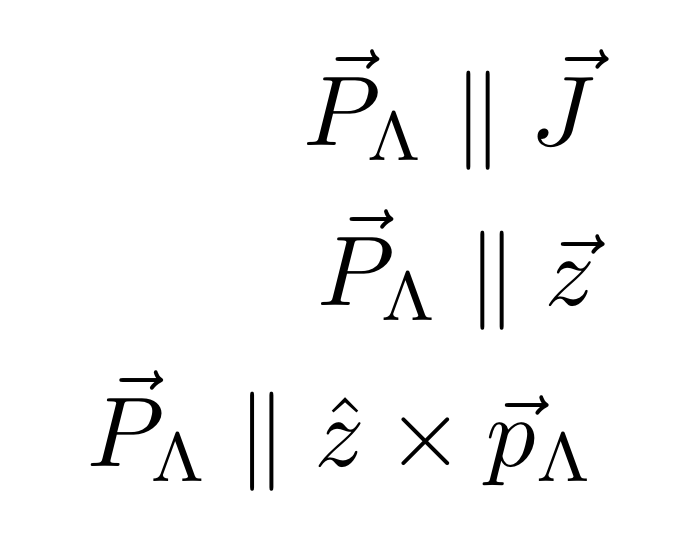 $\vec{P}_\Lambda \parallel \vec{J}$
$\vec{P}_\Lambda \parallel \vec{z}$
$\vec{P}_\Lambda \parallel \hat{z} \times \vec{p}_\Lambda$